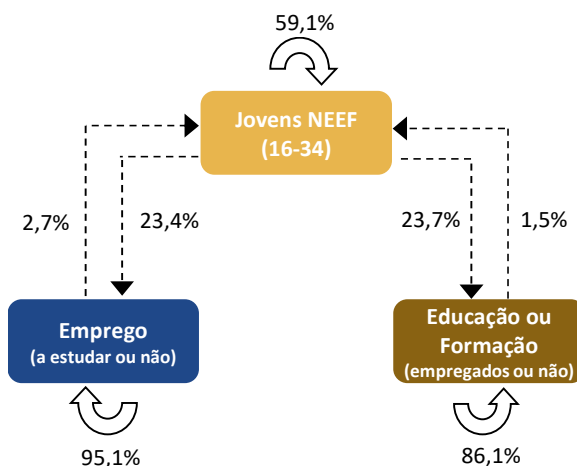 59,1%
Jovens NEEF
(16-34)
2,7%
23,4%
23,7%
1,5%
Emprego
(a estudar ou não)
Educação ou
Formação
(empregados ou não)
95,1%
86,1%